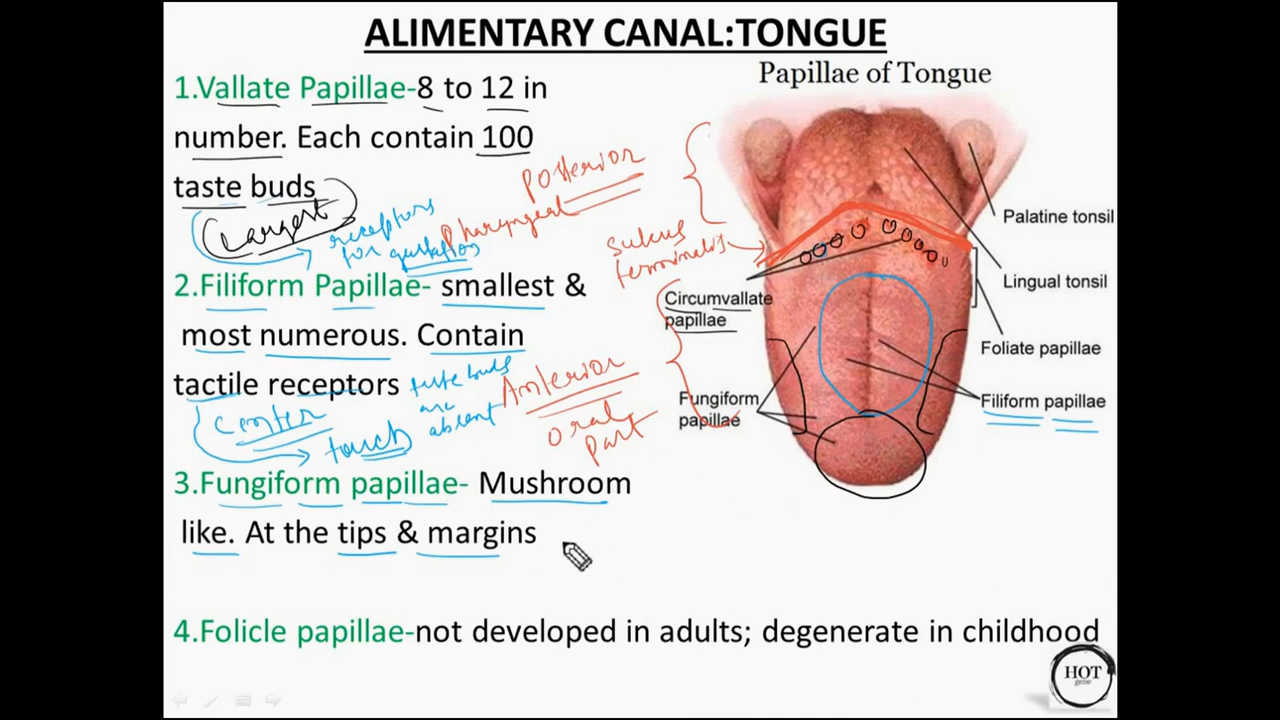 ALIMENTARY CANAL:TONGUE
1.Vallate Papillae-8 to 12 in
number. Each contain 100
taste buds
Largest
receptors
for gustation
2.Filiform Papillae- smallest &
most numerous. Contain
tactile receptors
center
touch
taste buds
are
absent
3.Fungiform papillae- Mushroom
like. At the tips & margins
4.Folicle papillae-not developed in adults; degenerate in childhood
Papillae of Tongue
Posterior
Pharyngeal
Sulcus
terminalis
Anterior
oral
part
Circumvallate
papillae
Fungiform
papillae
Palatine tonsil
Lingual tonsil
Foliate papillae
Filiform papillae
HOT